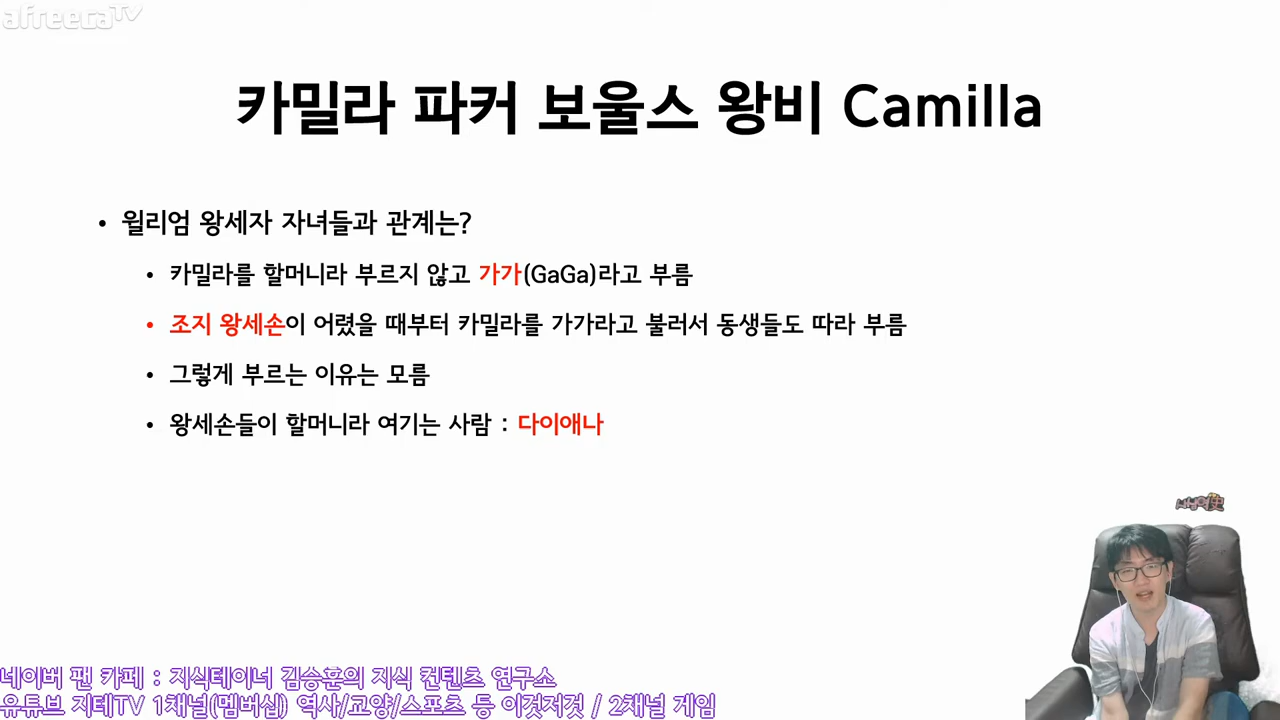 afreecaTV
카밀라 파커 보울스 왕비 Camilla
• 윌리엄 왕세자 자녀들과 관계는?
• 카밀라를 할머니라 부르지 않고 가가(GaGa)라고 부름
• 조지 왕세손이 어렸을 때부터 카밀라를 가가라고 불러서 동생들도 따라 부름
• 그렇게 부르는 이유는 모름
• 왕세손들이 할머니라 여기는 사람 : 다이애나
네이버 팬 카페 : 지식테이너 김승훈의 지식 컨텐츠 연구소
유튜브 지테TV 1채널(멤버십) 역사/교양/스포츠 등 이것저것 / 2채널 게임